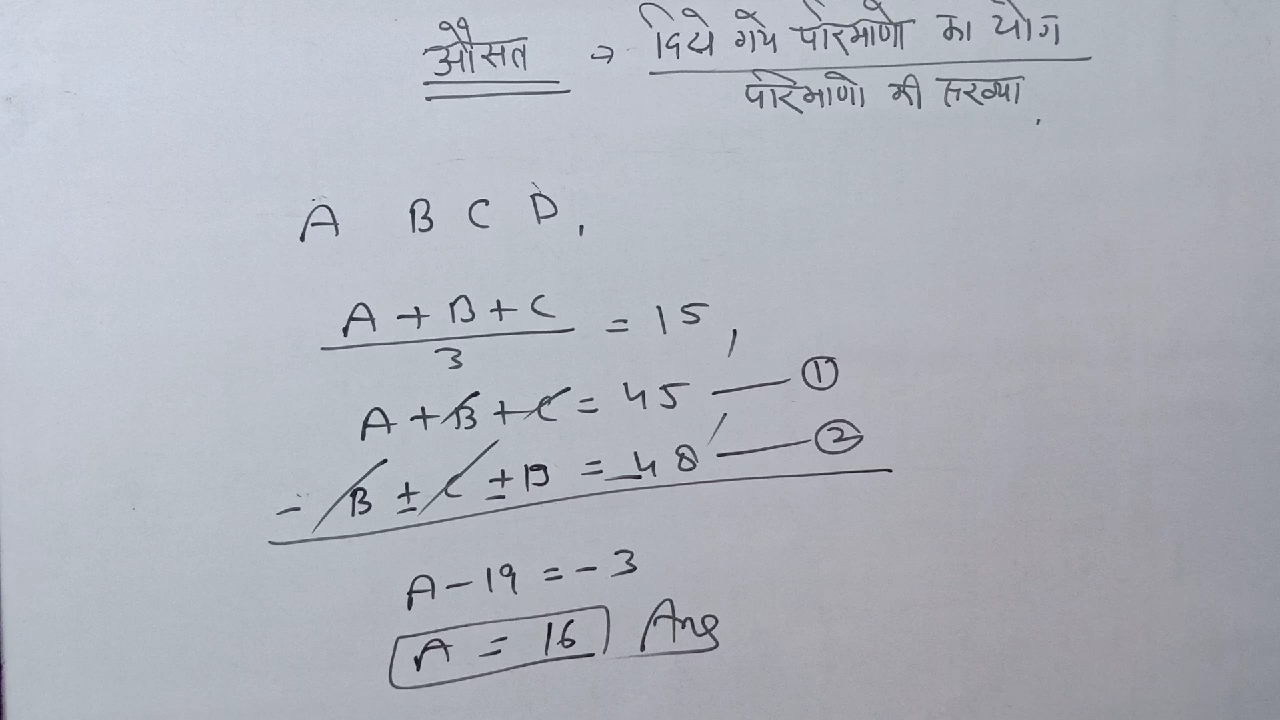 औसत → दिये गये परिमाणो का योग
परिमाणो की संख्या
A B C D,
A + B + C
3
= 15,
A + B + C = 45 — ①
- B ± C ± 19 = - 48 — ②
A - 19 = - 3
A = 16 Ans